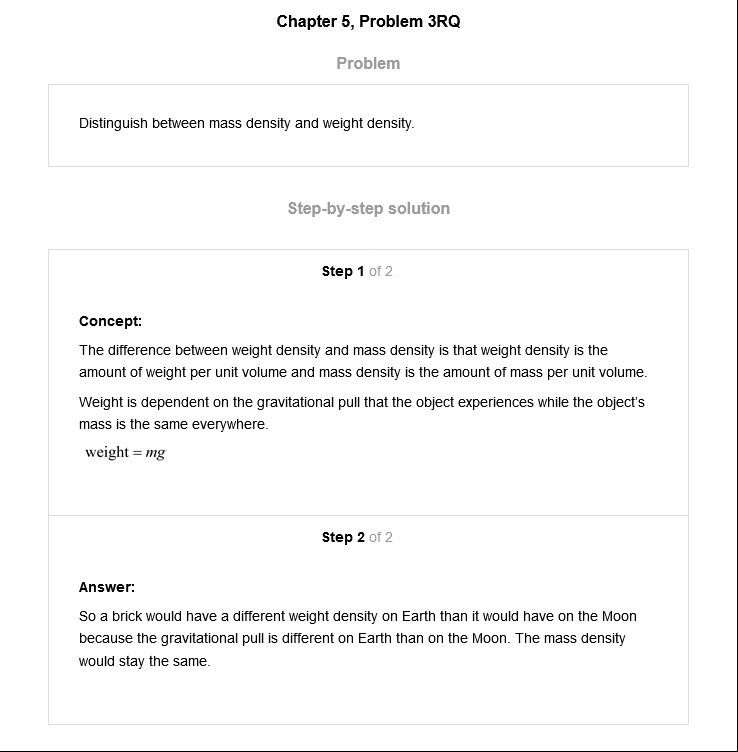 Chapter 5, Problem 3RQ
Problem
Distinguish between mass density and weight density.
Step-by-step solution
Step 1 of 2
Concept:
The difference between weight density and mass density is that weight density is the
amount of weight per unit volume and mass density is the amount of mass per unit volume.
Weight is dependent on the gravitational pull that the object experiences while the object's
mass is the same everywhere.
weight = mg
Step 2 of 2
Answer:
So a brick would have a different weight density on Earth than it would have on the Moon
because the gravitational pull is different on Earth than on the Moon. The mass density
would stay the same.